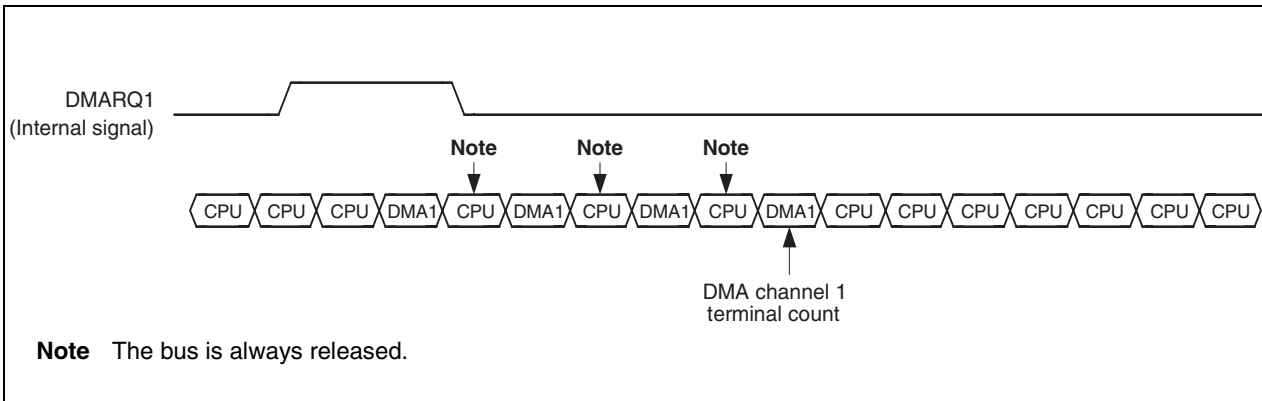 DMARQ1
(Internal signal)
Note Note Note
CPU CPU CPU DMA1 CPU DMA1 CPU DMA1 CPU DMA1 CPU CPU CPU CPU CPU CPU CPU
DMA channel 1
terminal count
Note The bus is always released.